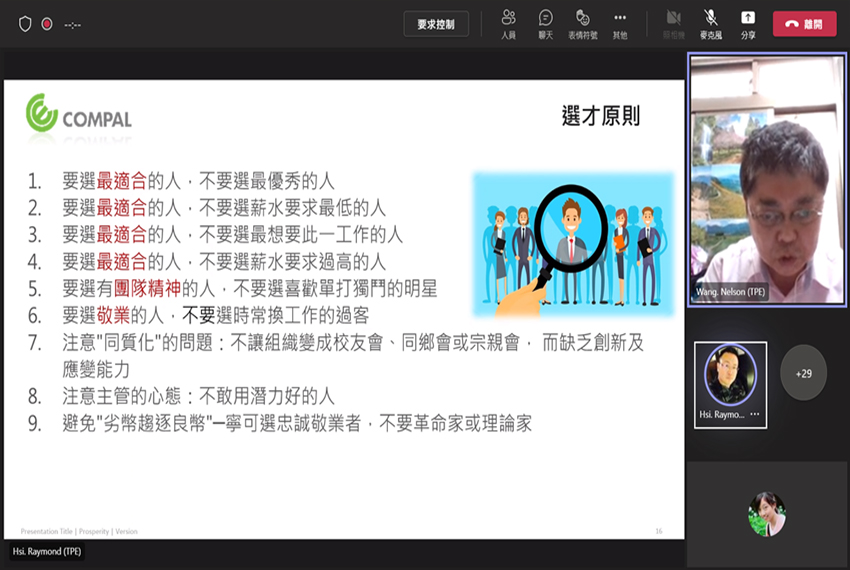 --:--
要求控制
人員
聊天
表情符號
其他
照相機
麥克風
分享
離開
COMPAL
選才原則
1. 要選最適合的人，不要選最優秀的人
2. 要選最適合的人，不要選薪水要求最低的人
3. 要選最適合的人，不要選最想要此一工作的人
4. 要選最適合的人，不要選薪水要求過高的人
5. 要選有團隊精神的人，不要選喜歡單打獨鬥的明星
6. 要選敬業的人，不要選時常換工作的過客
7. 注意"同質化"的問題：不讓組織變成校友會、同鄉會或宗親會， 而缺乏創新及
應變能力
8. 注意主管的心態：不敢用潛力好的人
9. 避免"劣幣趨逐良幣"─寧可選忠誠敬業者，不要革命家或理論家
Presentation Title | Prosperity | Version
16
Hsi. Raymond (TPE)
Wang. Nelson (TPE)
Hsi. Raymo... ...
+29